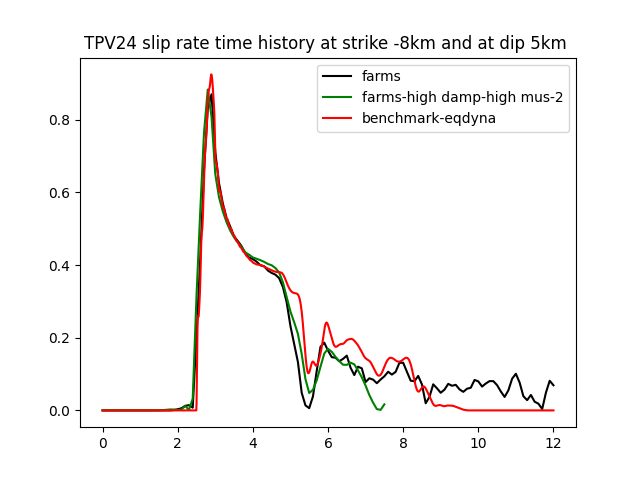 TPV24 slip rate time history at strike -8km and at dip 5km
farms
farms-high damp-high mus-2
benchmark-eqdyna
0.8
0.6
0.4
0.2
0.0
0 2 4 6 8 10 12